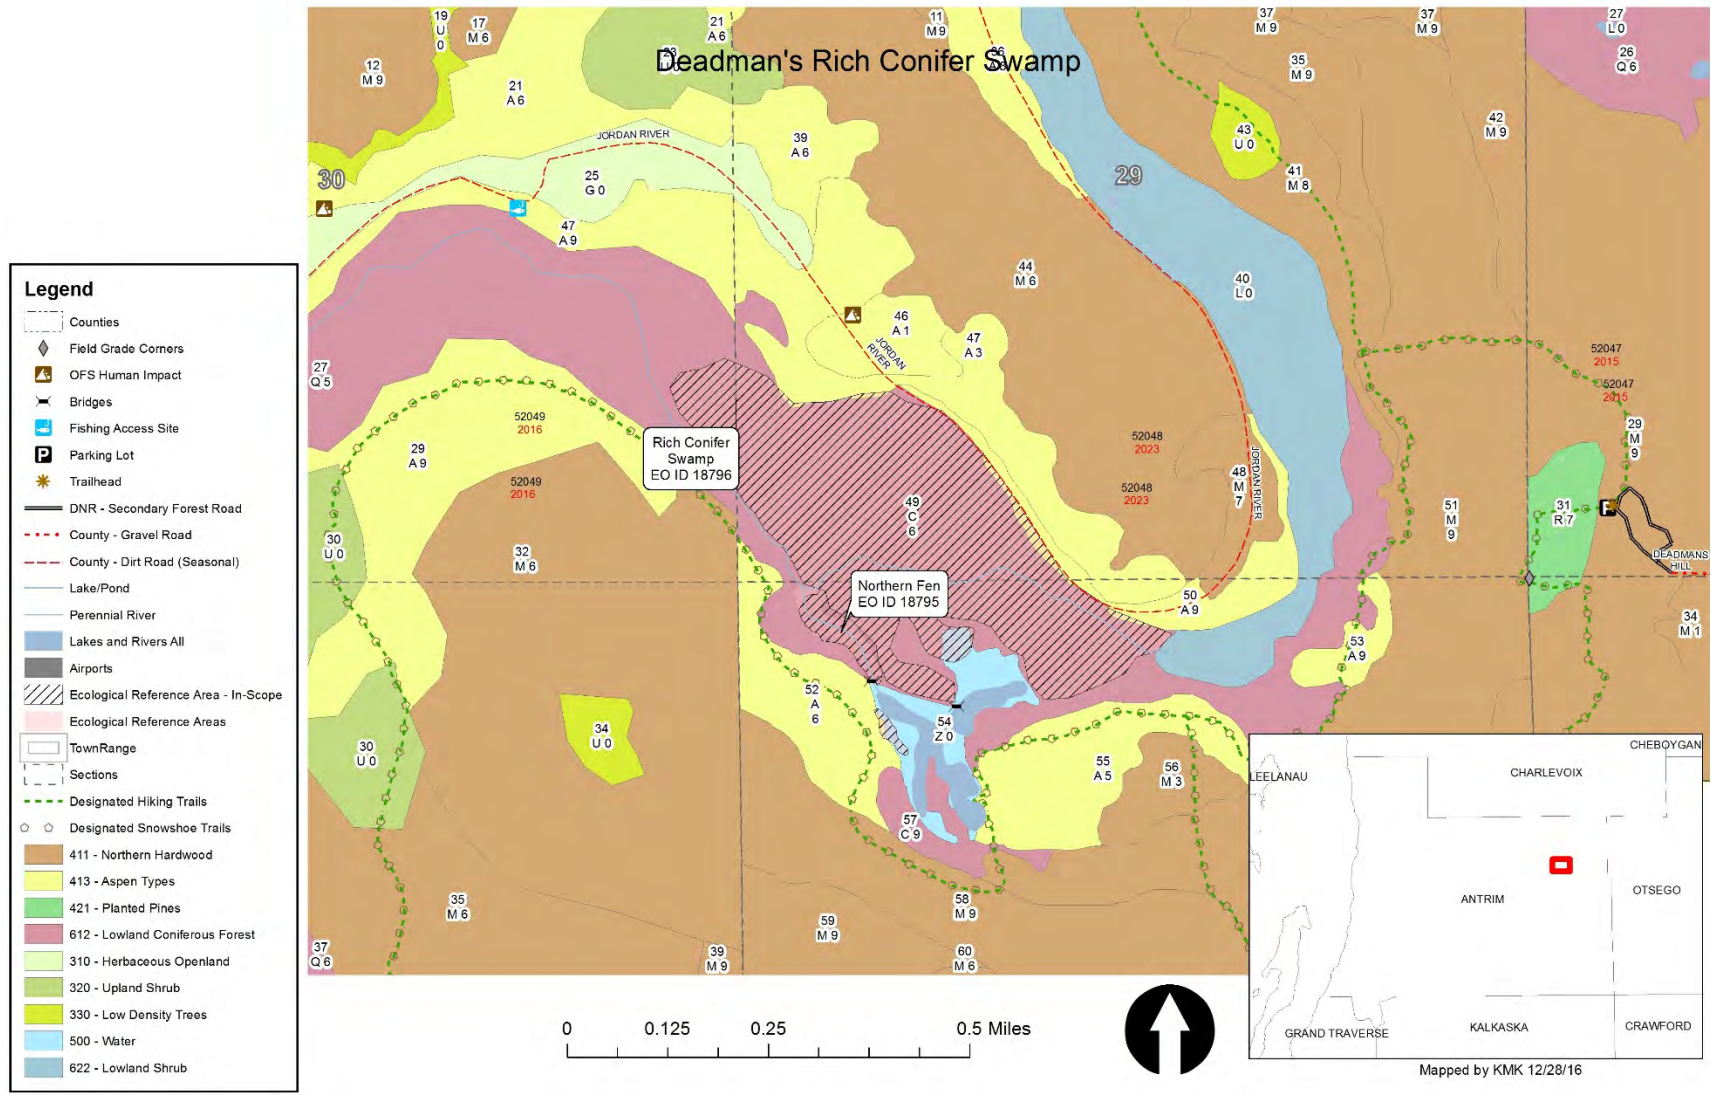 Deadman's Rich Conifer Swamp
19
U
0
17
M 6
21
A 6
11
M9
37
M 9
37
M 9
27
L 0
26
Q 6
12
M 9
21
A 6
35
M 9
42
M 9
39
A 6
43
U 0
JORDAN RIVER
30
25
G 0
29
41
M 8
47
A 9
44
M 6
40
L 0
46
A 1
47
A 3
JORDAN
RIVER
27
Q 5
52047
2015
52047
2015
52049
2016
29
A 9
Rich Conifer
Swamp
EO ID 18796
52048
2023
29
M
9
52049
2016
52048
2023
48
M
7
JORDAN RIVER
49
C
6
51
M
9
31
R 7
P
30
U 0
32
M 6
DEADMANS
HILL
Northern Fen
EO ID 18795
50
A 9
34
M 1
53
A 9
52
A
6
54
Z 0
34
U 0
30
U 0
55
A 5
56
M 3
57
C 9
35
M 6
58
M 9
59
M 9
37
Q 6
39
M 9
60
M 6
Legend
Counties
Field Grade Corners
OFS Human Impact
Bridges
Fishing Access Site
P Parking Lot
Trailhead
DNR - Secondary Forest Road
County - Gravel Road
County - Dirt Road (Seasonal)
Lake/Pond
Perennial River
Lakes and Rivers All
Airports
Ecological Reference Area - In-Scope
Ecological Reference Areas
TownRange
Sections
Designated Hiking Trails
Designated Snowshoe Trails
411 - Northern Hardwood
413 - Aspen Types
421 - Planted Pines
612 - Lowland Coniferous Forest
310 - Herbaceous Openland
320 - Upland Shrub
330 - Low Density Trees
500 - Water
622 - Lowland Shrub
0 0.125 0.25 0.5 Miles
CHEBOYGAN
LEELANAU
CHARLEVOIX
ANTRIM
OTSEGO
GRAND TRAVERSE
KALKASKA
CRAWFORD
Mapped by KMK 12/28/16